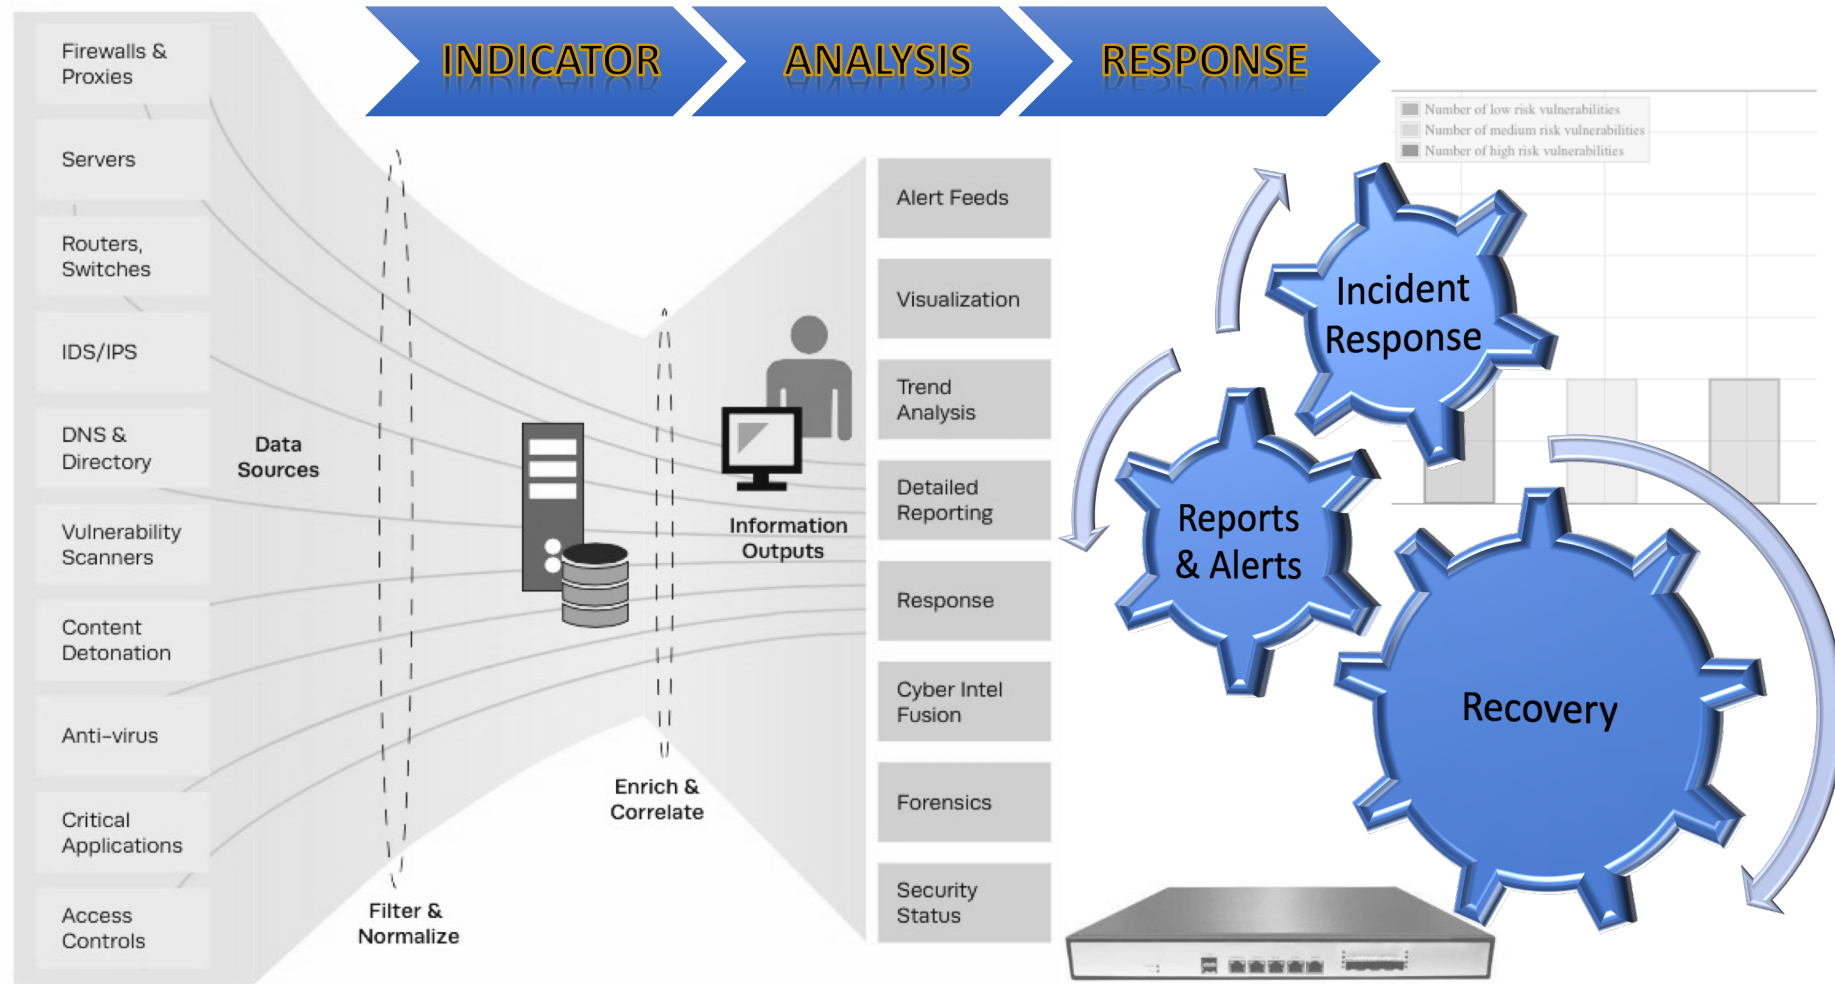 INDICATOR
ANALYSIS
RESPONSE
Firewalls &
Proxies
Servers
Routers,
Switches
IDS/IPS
DNS &
Directory
Vulnerability
Scanners
Content
Detonation
Anti-virus
Critical
Applications
Access
Controls
Data
Sources
Filter &
Normalize
Enrich &
Correlate
Information
Outputs
Alert Feeds
Visualization
Trend
Analysis
Detailed
Reporting
Response
Cyber Intel
Fusion
Forensics
Security
Status
Number of low risk vulnerabilities
Number of medium risk vulnerabilities
Number of high risk vulnerabilities
Incident
Response
Reports
& Alerts
Recovery